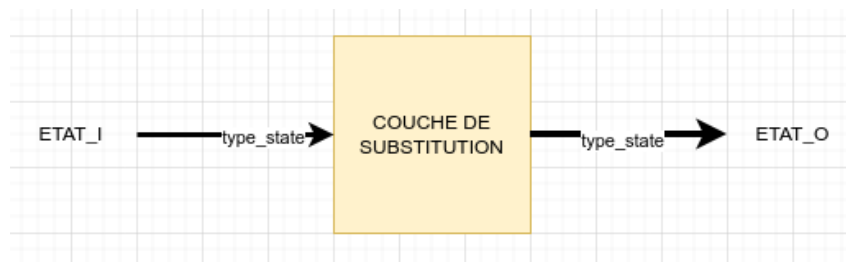 ETAT_I
type_state
COUCHE DE
SUBSTITUTION
type_state
ETAT_O